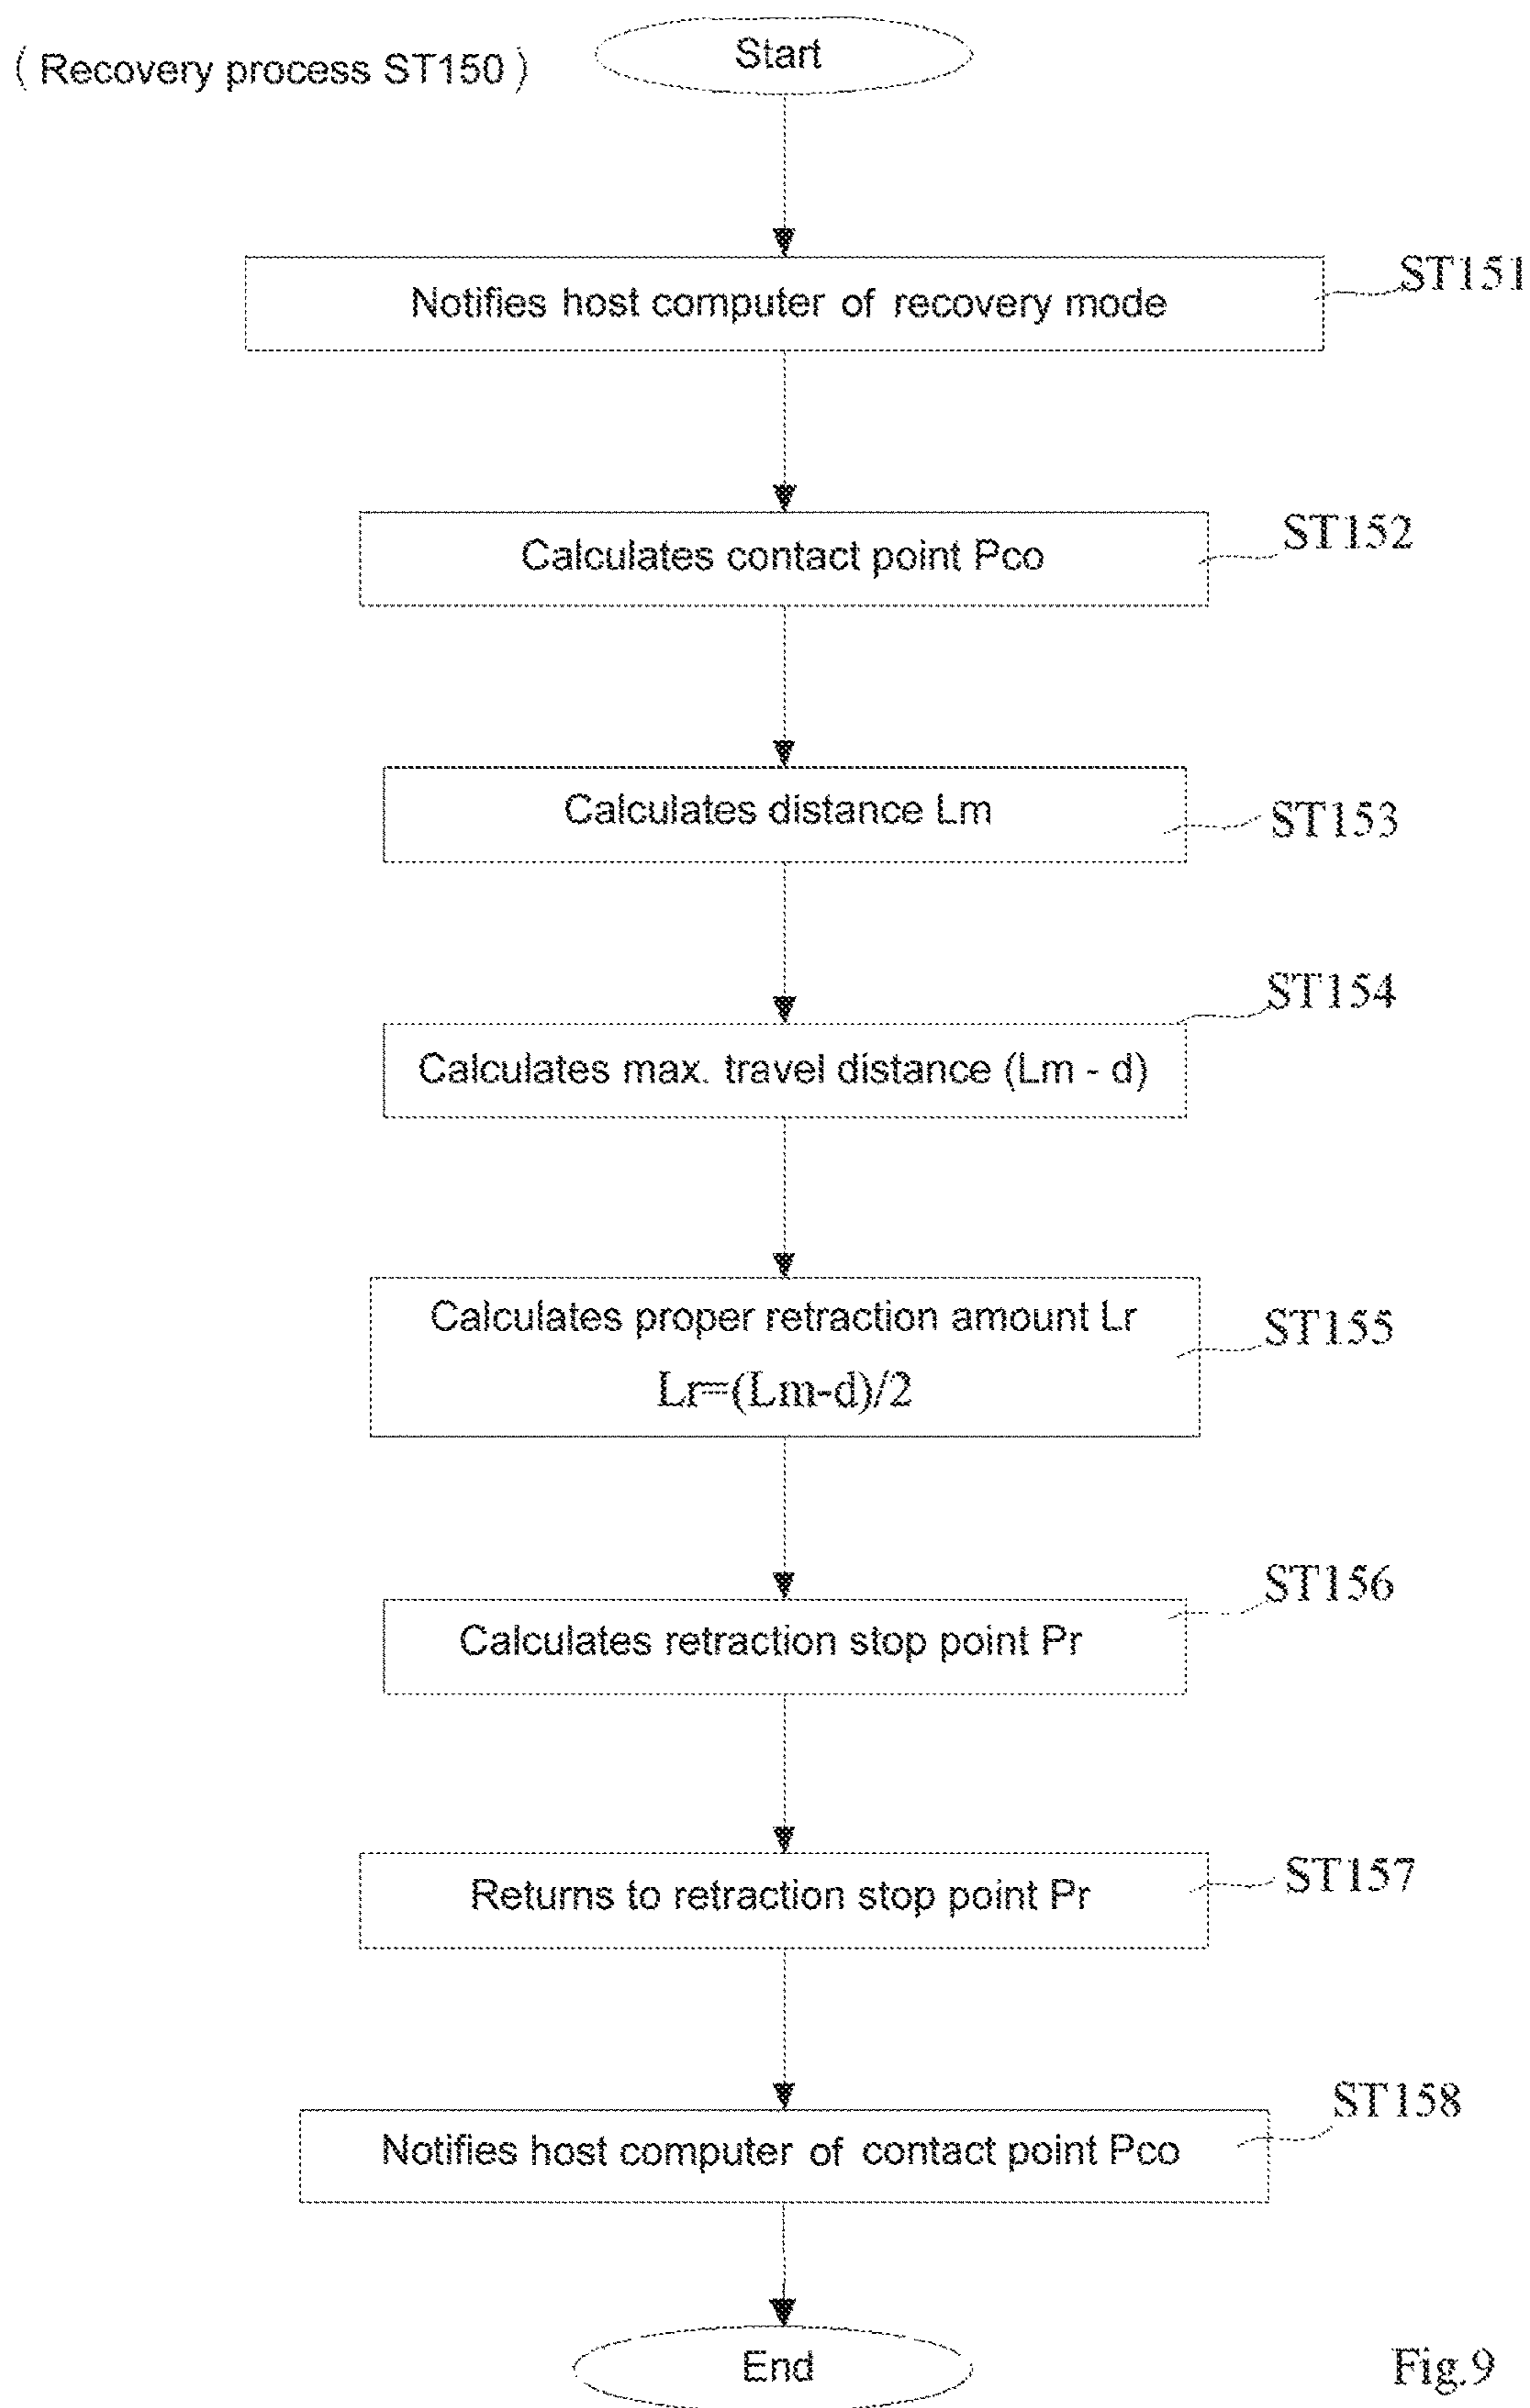 ( Recovery process ST150 )
Start
Notifies host computer of recovery mode
ST151
Calculates contact point Pco
ST152
Calculates distance Lm
ST153
ST154
Calculates max. travel distance (Lm - d)
Calculates proper retraction amount Lr
ST155
Lr=(Lm-d)/2
ST156
Calculates retraction stop point Pr
Returns to retraction stop point Pr
ST157
ST158
Notifies host computer of contact point Pco
End
Fig.9